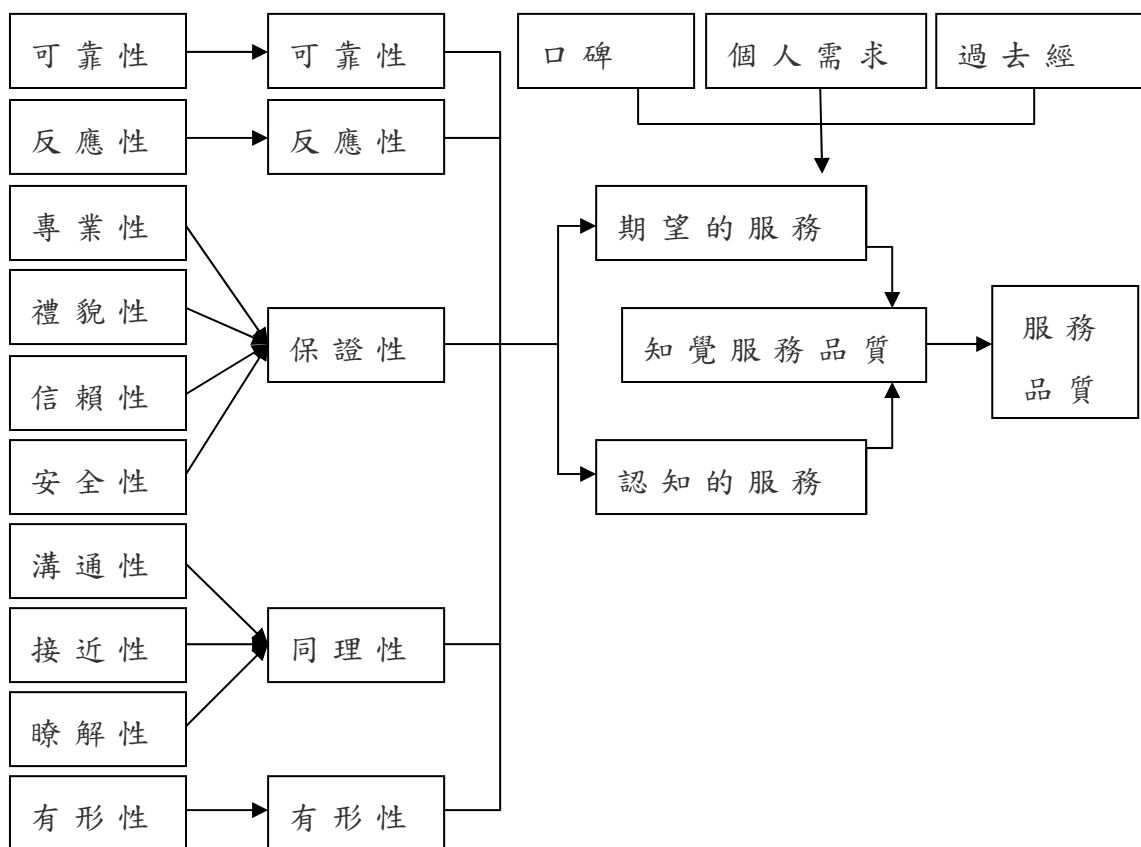 可靠性
可靠性
口碑
個人需求
過去經
反應性
反應性
專業性
期望的服務
禮貌性
保證性
知覺服務品質
服務
品質
信賴性
安全性
認知的服務
溝通性
接近性
同理性
瞭解性
有形性
有形性